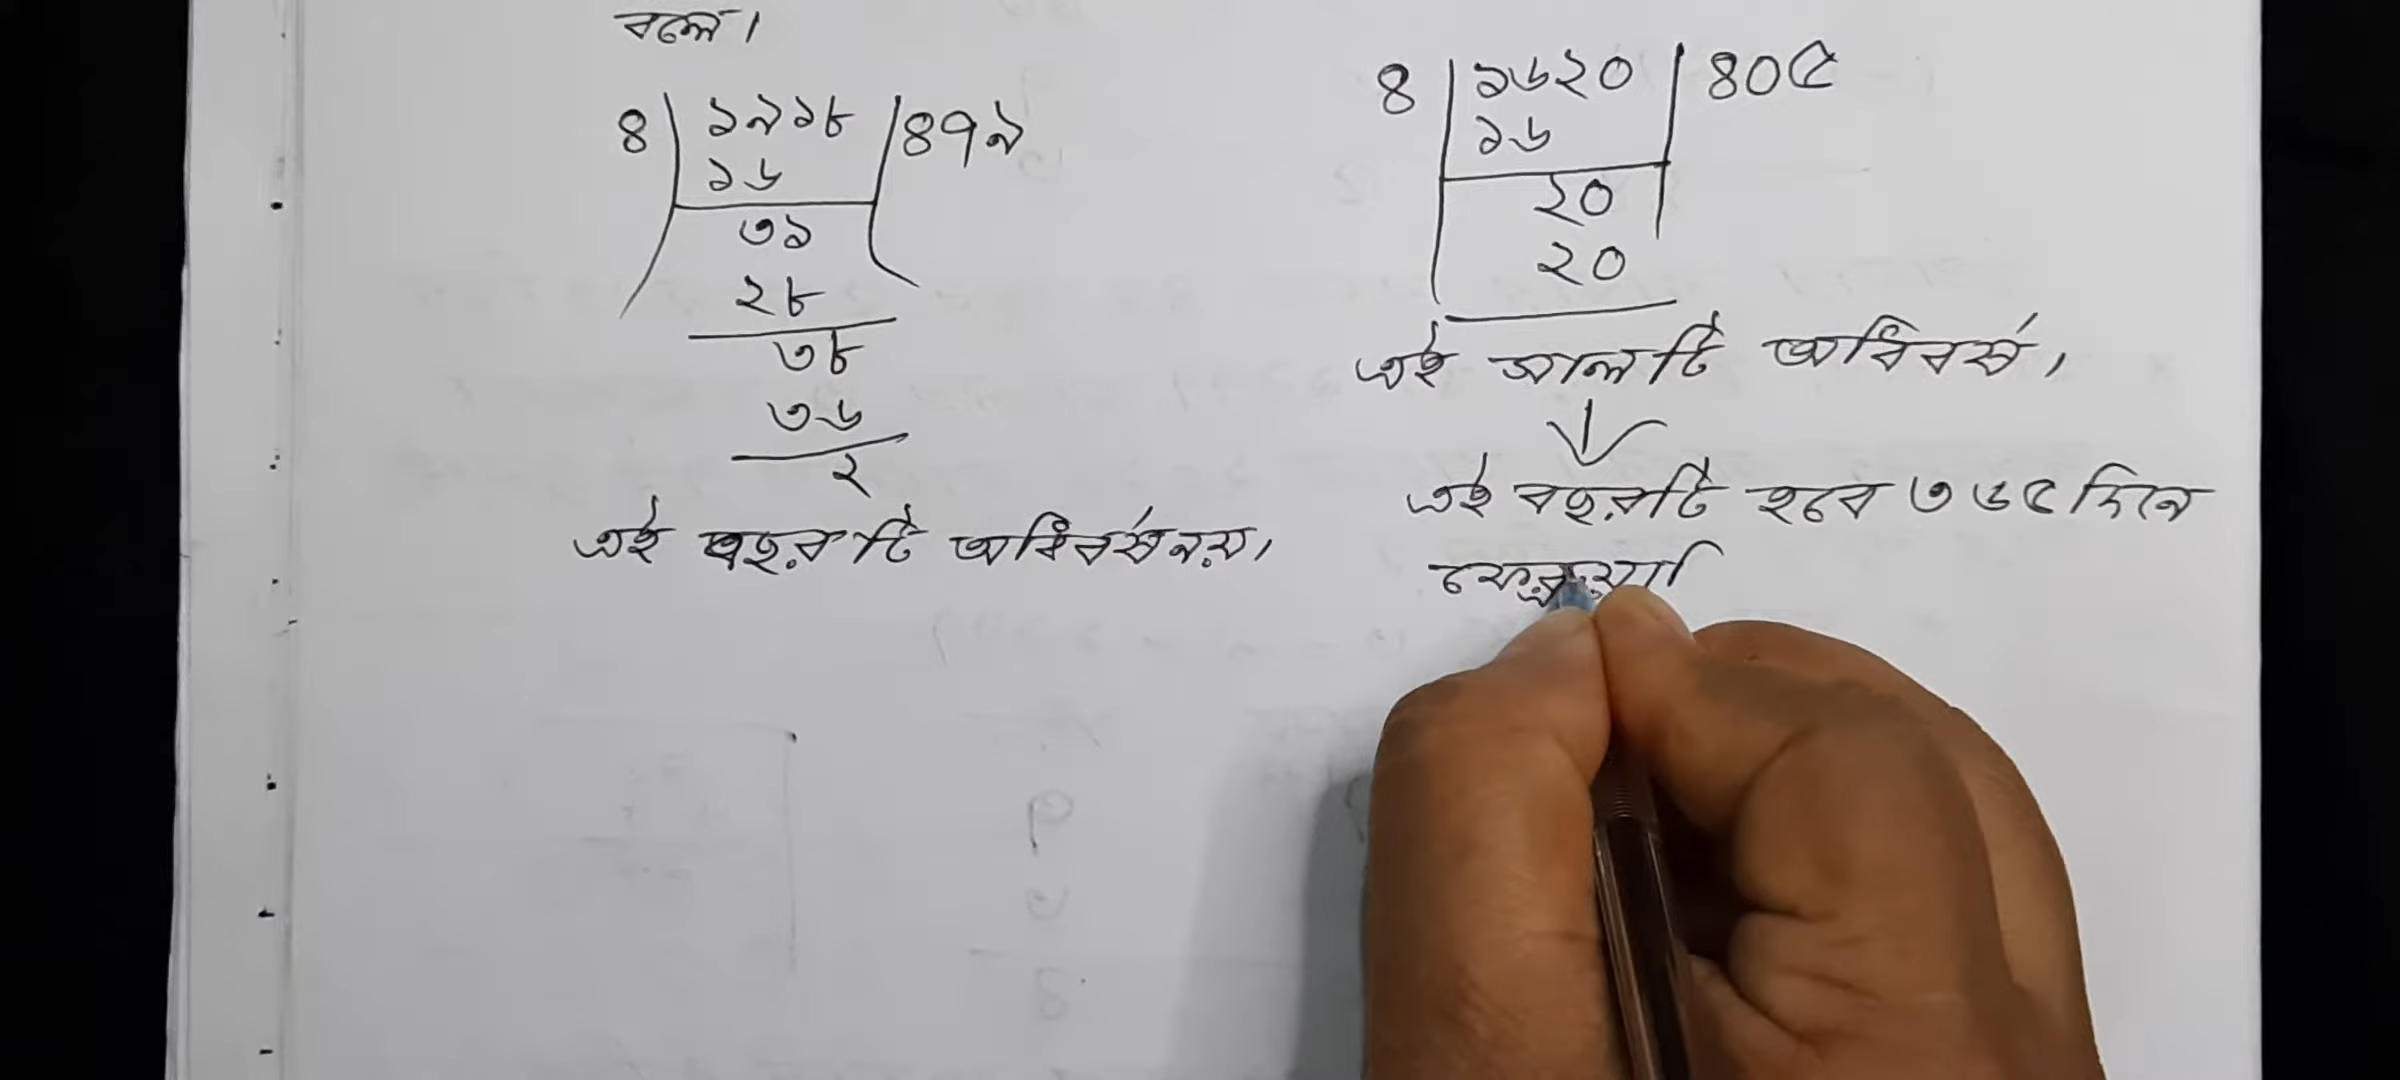 বলে।
৪ ) ১৯১৮ / ৪৭৯
১৬
৩১
২৮
৩৮
৩৬
২
এই বছরটি অধিবর্ষ নয়।
৪ | ১৬২০ | ৪০৫
১৬
২০
২০
এই সালটি অধিবর্ষ।
এই বছরটি হবে ৩৬৫ দিনে
ফেব্রুয়ারি